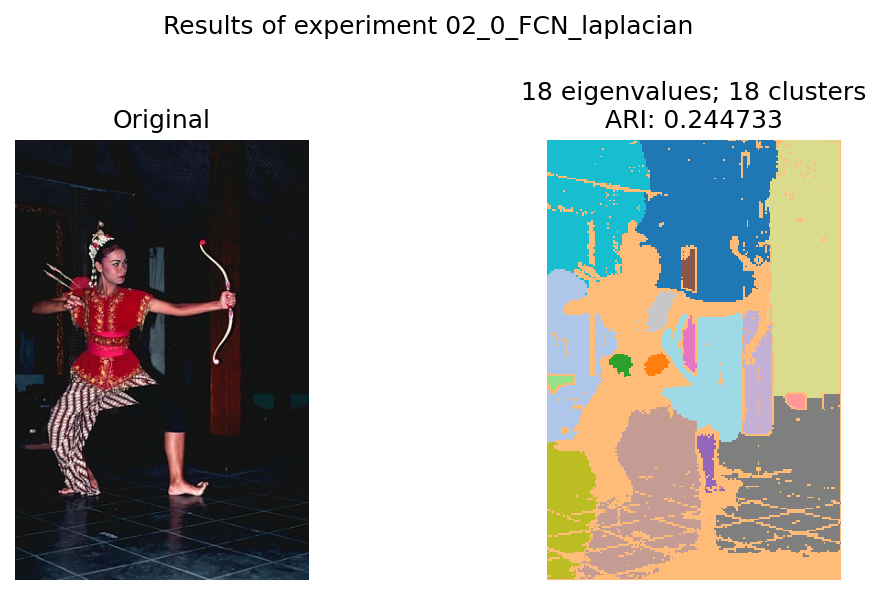 Results of experiment 02_0_FCN_laplacian
Original
18 eigenvalues; 18 clusters
ARI: 0.244733